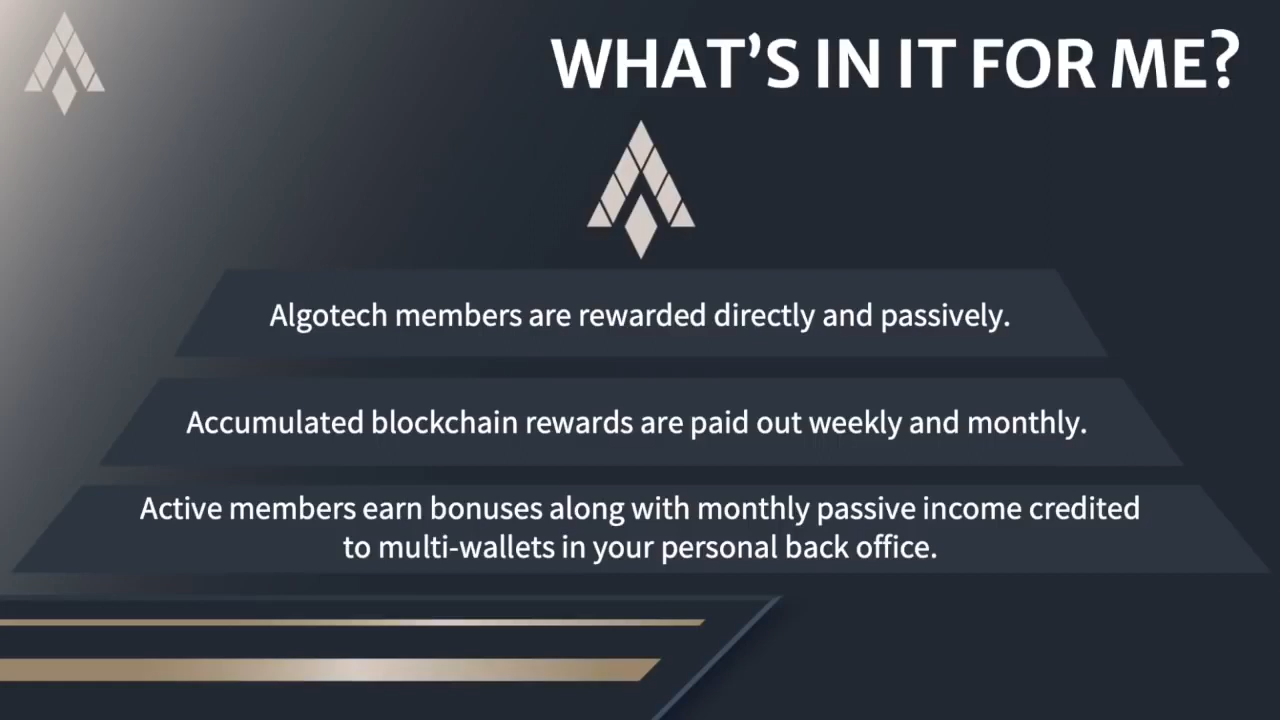 WHAT'S IN IT FOR ME?
Algotech members are rewarded directly and passively.
Accumulated blockchain rewards are paid out weekly and monthly.
Active members earn bonuses along with monthly passive income credited
to multi-wallets in your personal back office.